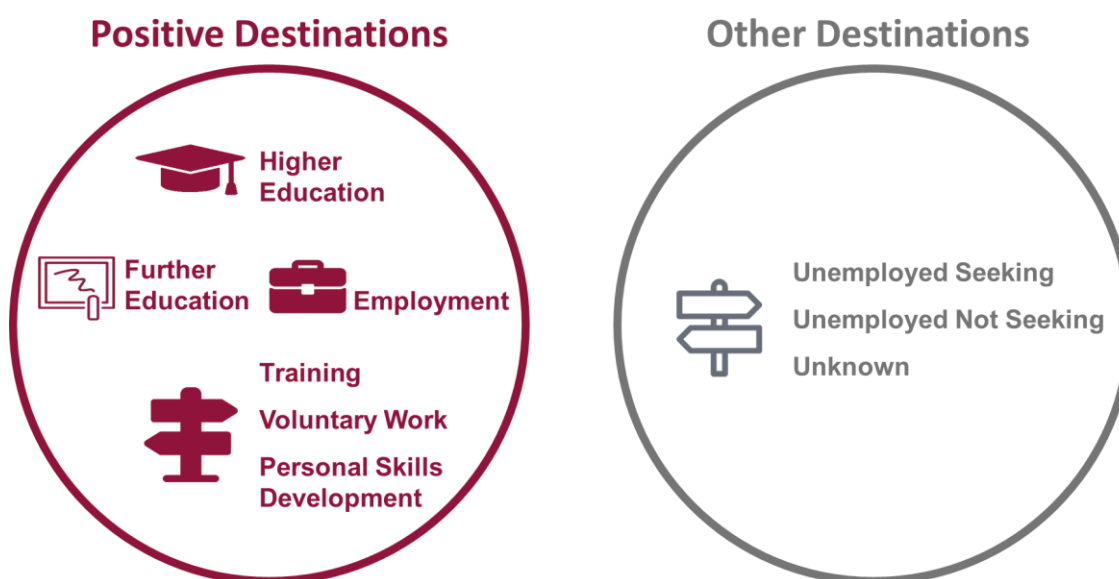 Positive Destinations
Higher
Education
Further
Education
Employment
Training
Voluntary Work
Personal Skills
Development
Other Destinations
Unemployed Seeking
Unemployed Not Seeking
Unknown